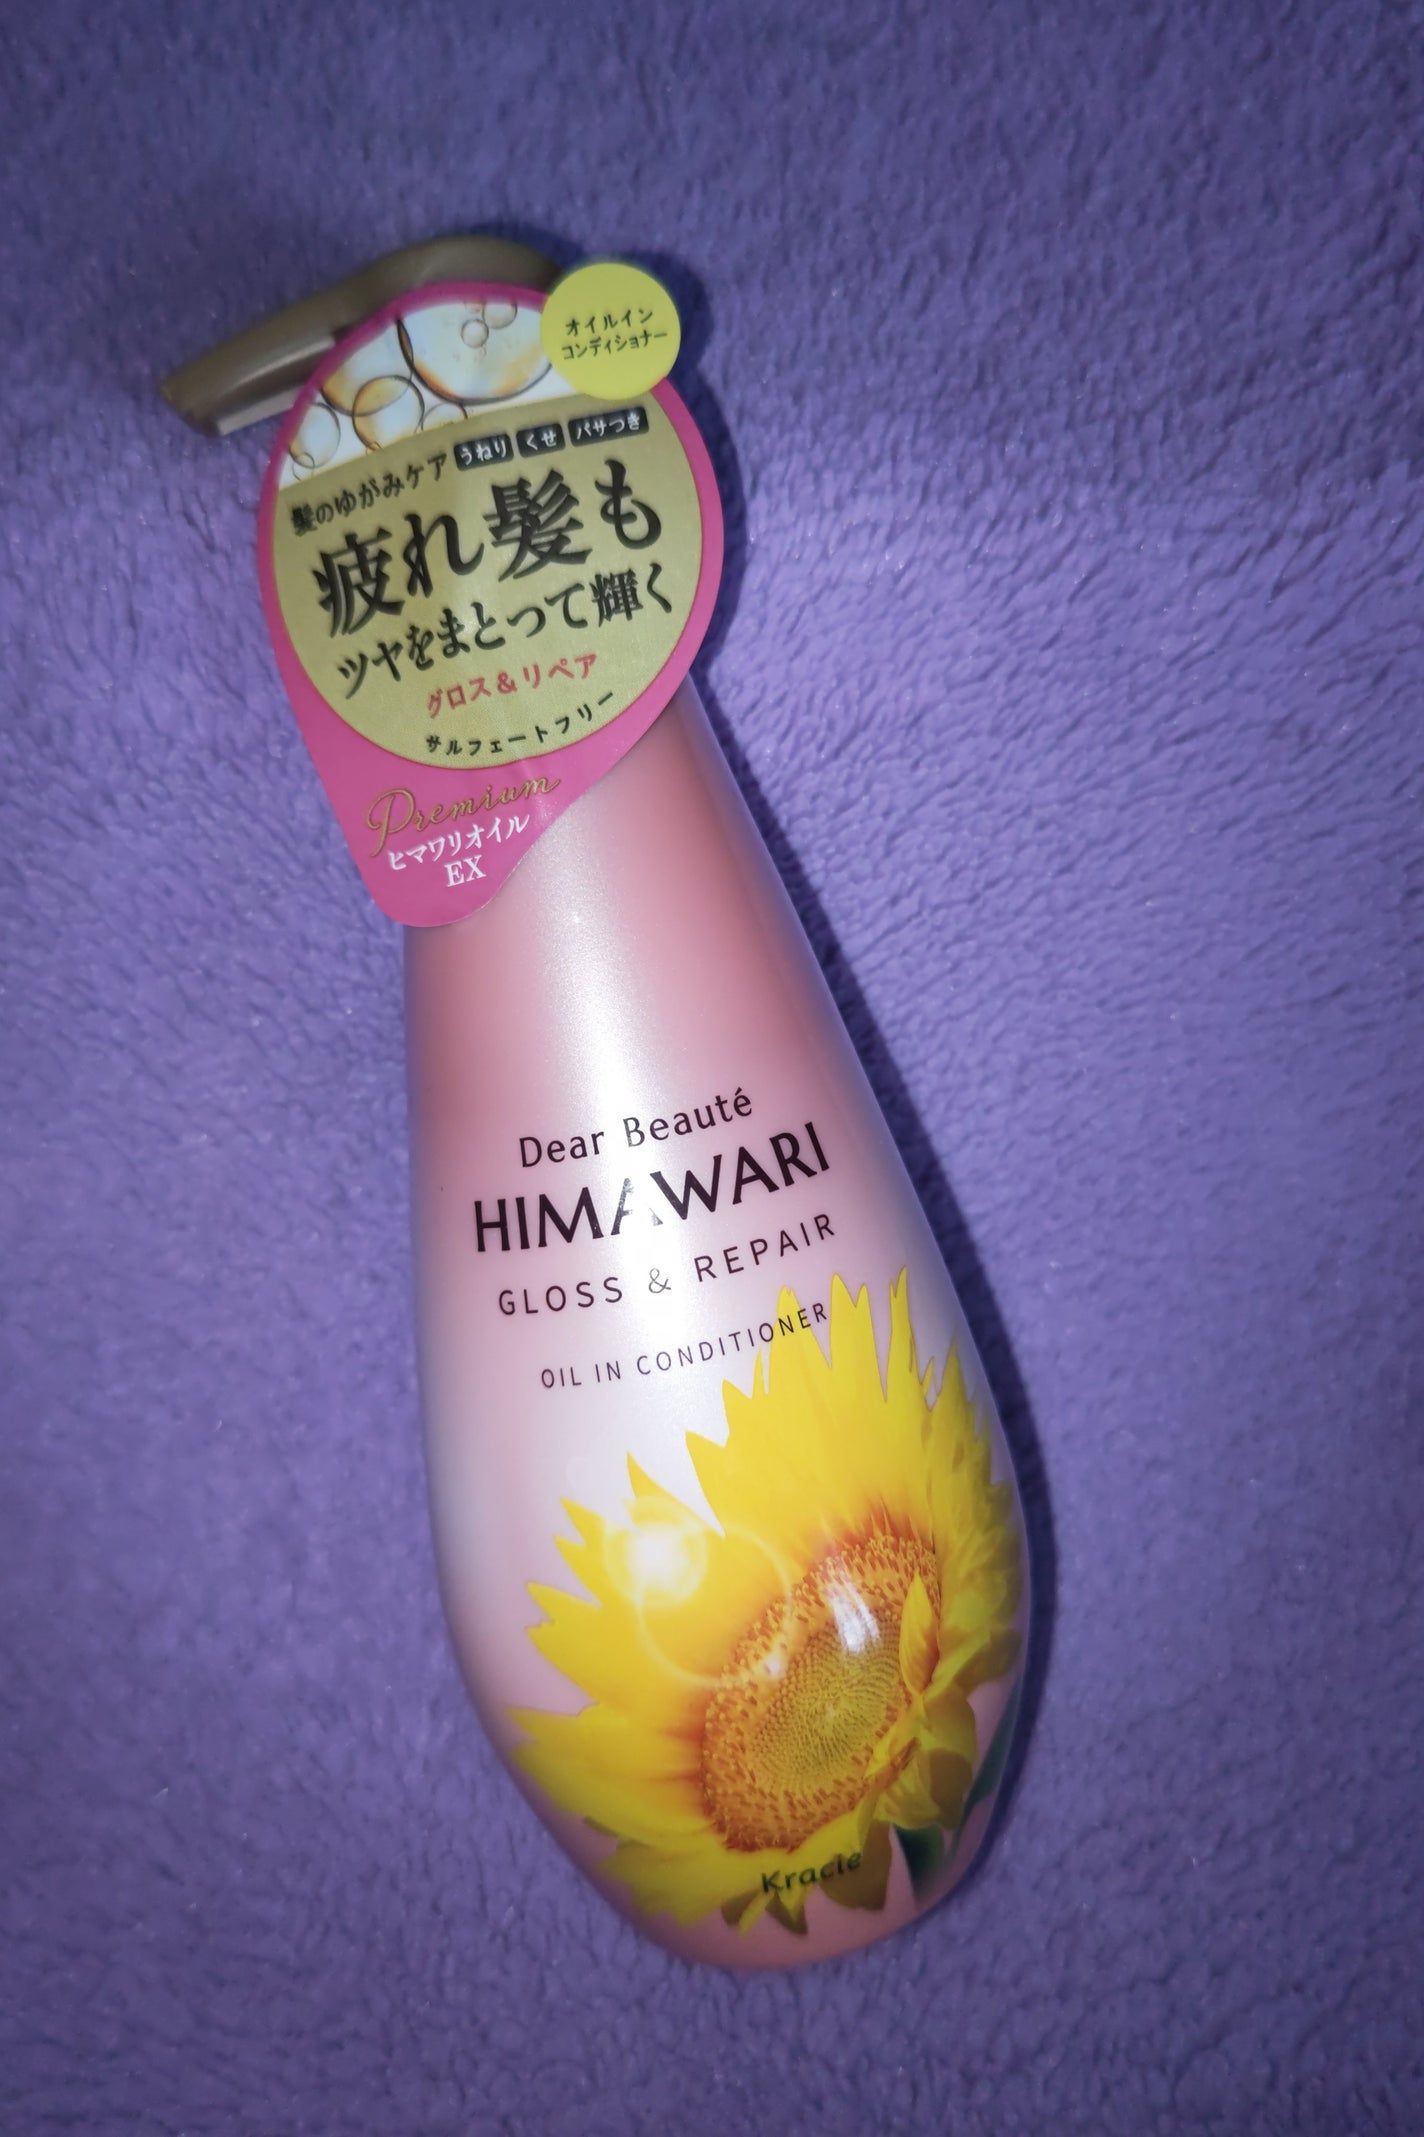 オイルイン
コンディショナー
髪のゆがみケア うねり くせ パサつき
疲れ髪も
ツヤをまとって輝く
グロス&リペア
サルフェートフリー
Premium
ヒマワリオイル
EX
Dear Beauté
HIMAWARI
GLOSS & REPAIR
OIL IN CONDITIONER
Kracie